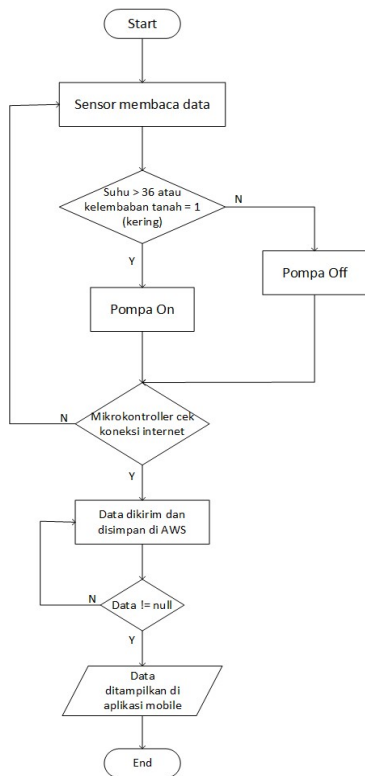 Start
Sensor membaca data
Suhu > 36 atau
kelembaban tanah = 1
(kering)
N
Y
Pompa Off
Pompa On
N
Mikrokontroller cek
koneksi internet
Y
Data dikirim dan
disimpan di AWS
N
Data != null
Y
Data
ditampilkan di
aplikasi mobile
End